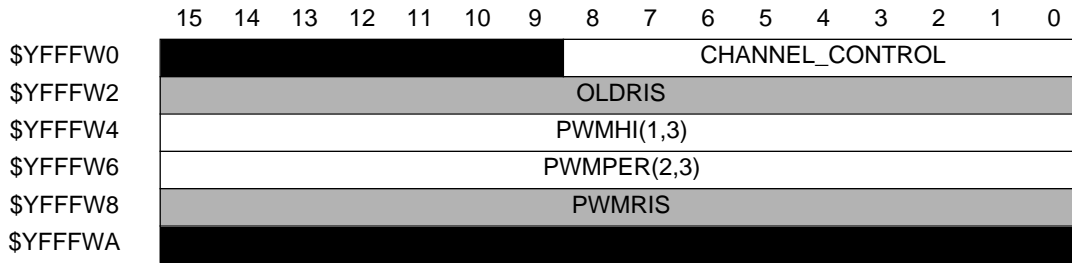 15 14 13 12 11 10 9 8 7 6 5 4 3 2 1 0
$YFFFW0 CHANNEL_CONTROL
$YFFFW2 OLDRIS
$YFFFW4 PWMHI(1,3)
$YFFFW6 PWMPER(2,3)
$YFFFW8 PWMRIS
$YFFFWA